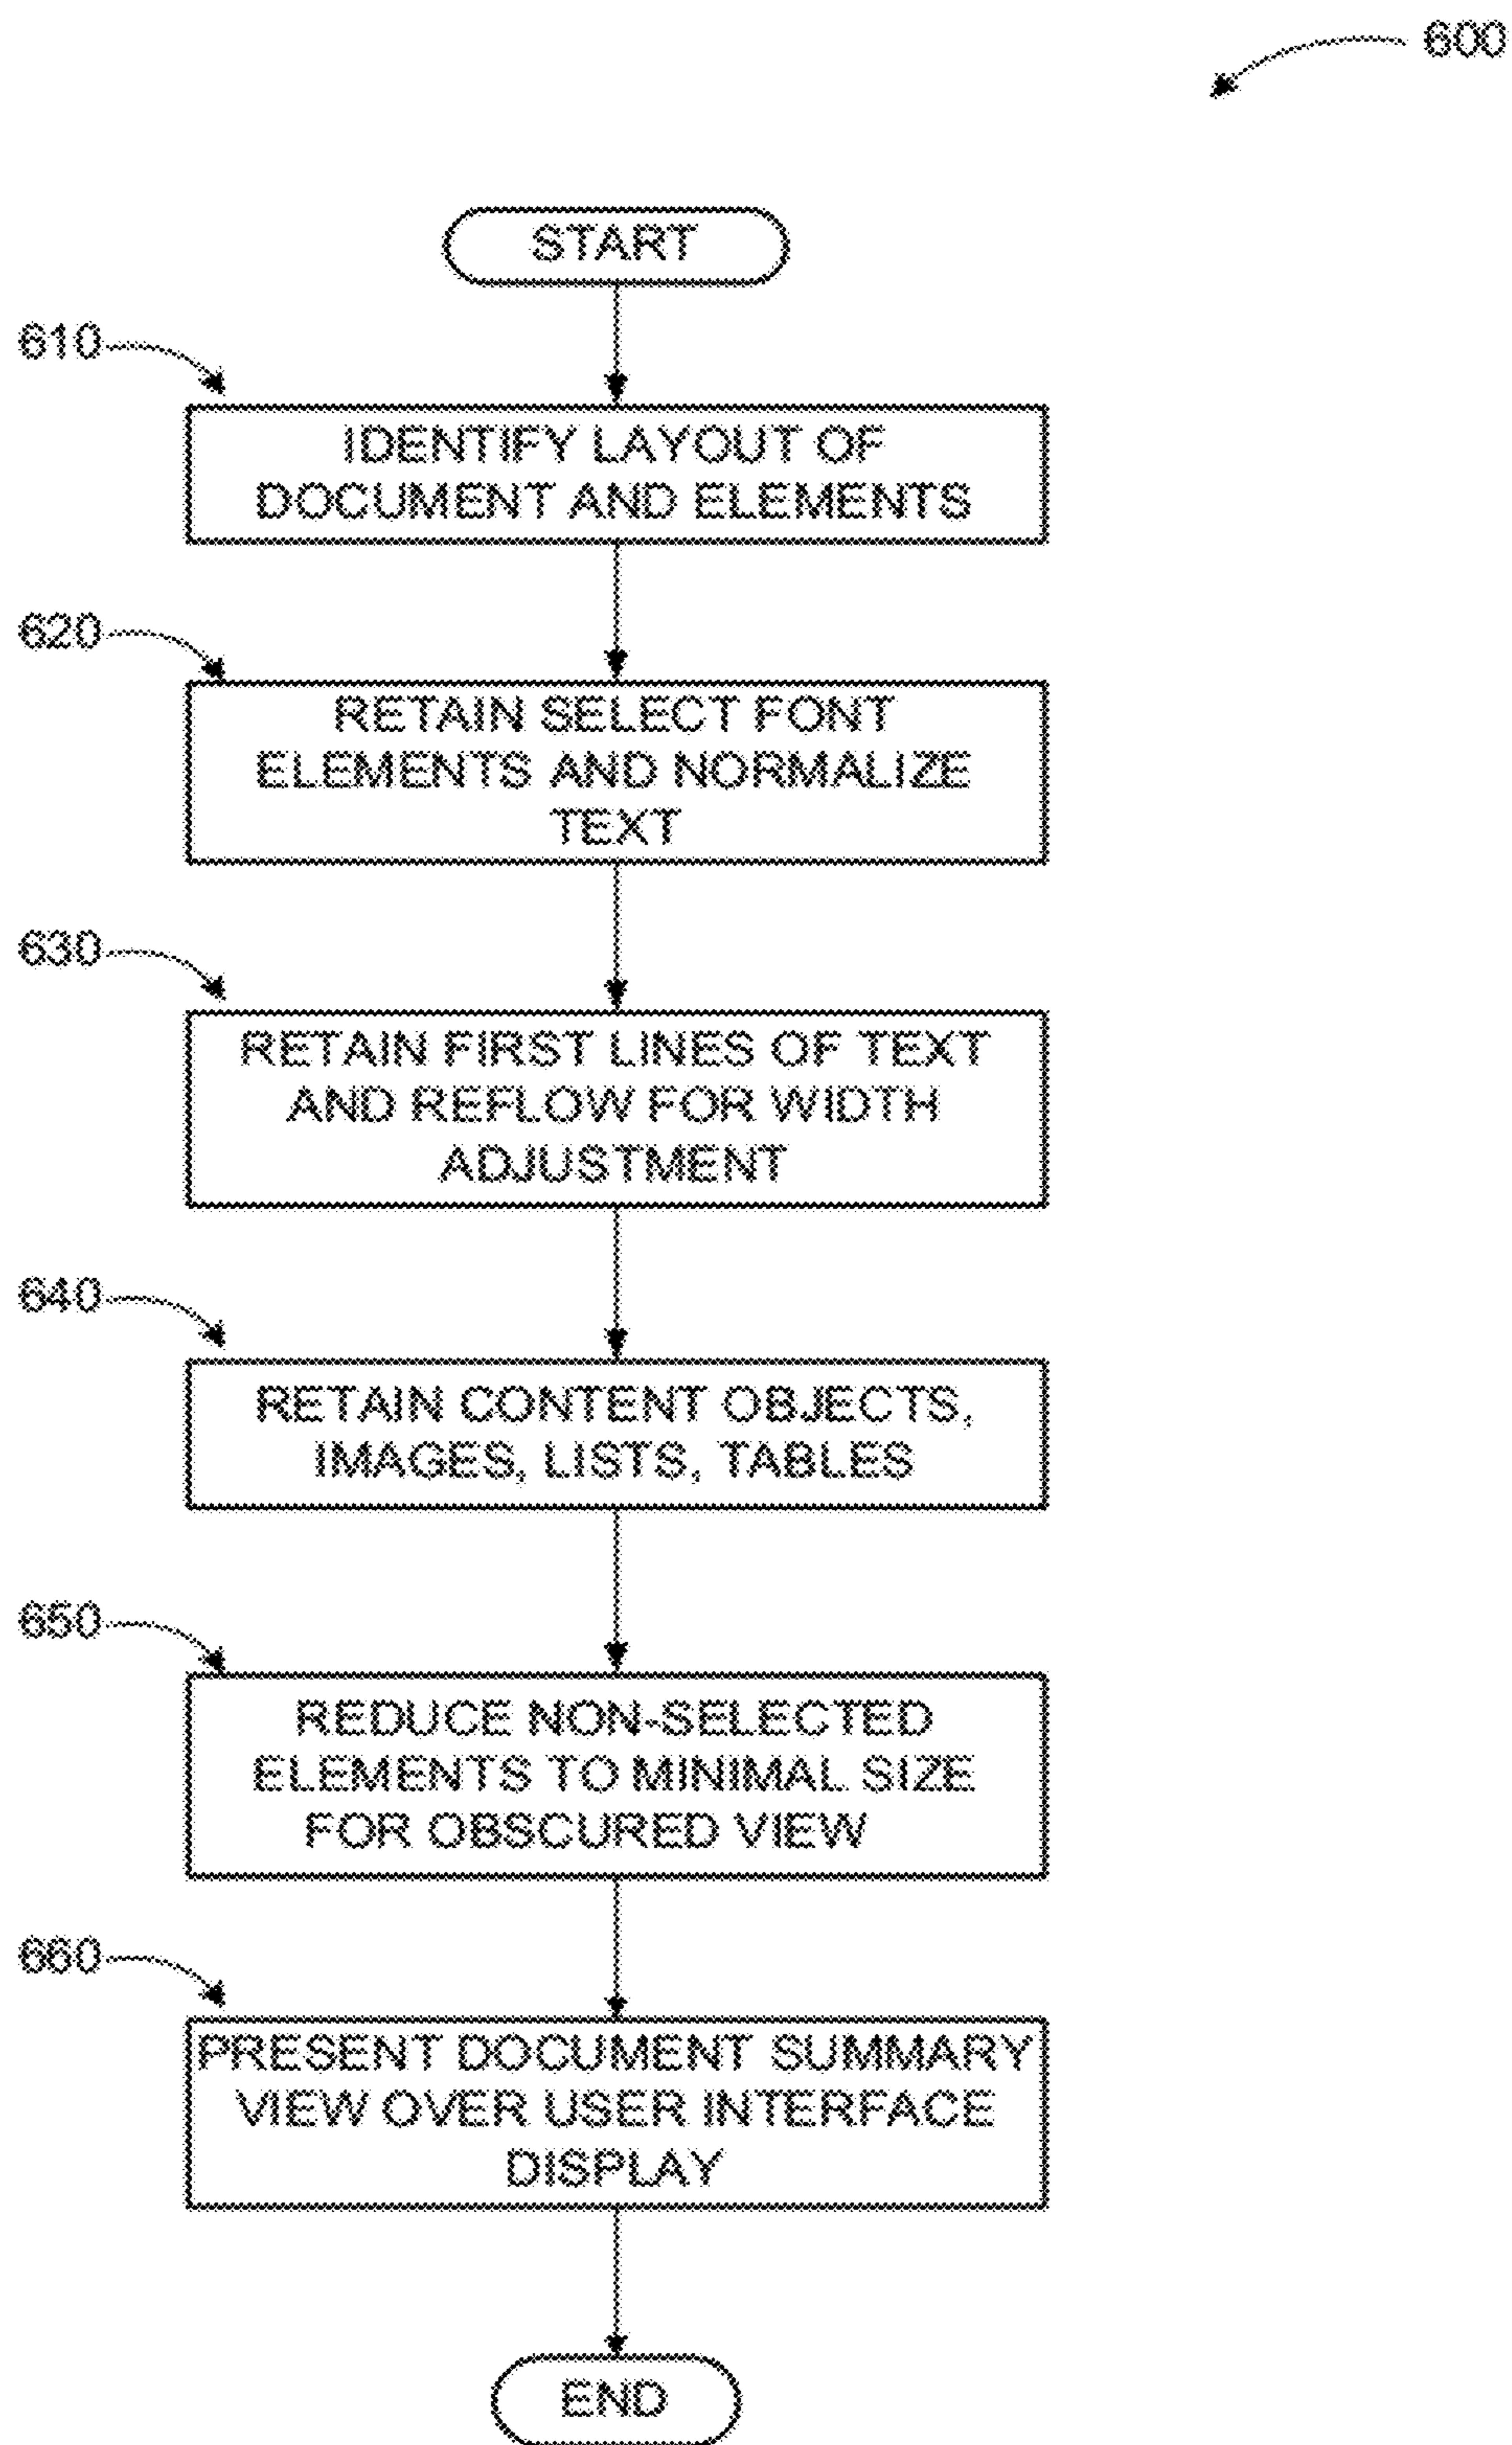 600
START
610
IDENTIFY LAYOUT OF
DOCUMENT AND ELEMENTS
620
RETAIN SELECT FONT
ELEMENTS AND NORMALIZE
TEXT
630
RETAIN FIRST LINES OF TEXT
AND REFLOW FOR WIDTH
ADJUSTMENT
640
RETAIN CONTENT OBJECTS,
IMAGES, LISTS, TABLES
650
REDUCE NON-SELECTED
ELEMENTS TO MINIMAL SIZE
FOR OBSCURED VIEW
660
PRESENT DOCUMENT SUMMARY
VIEW OVER USER INTERFACE
DISPLAY
END